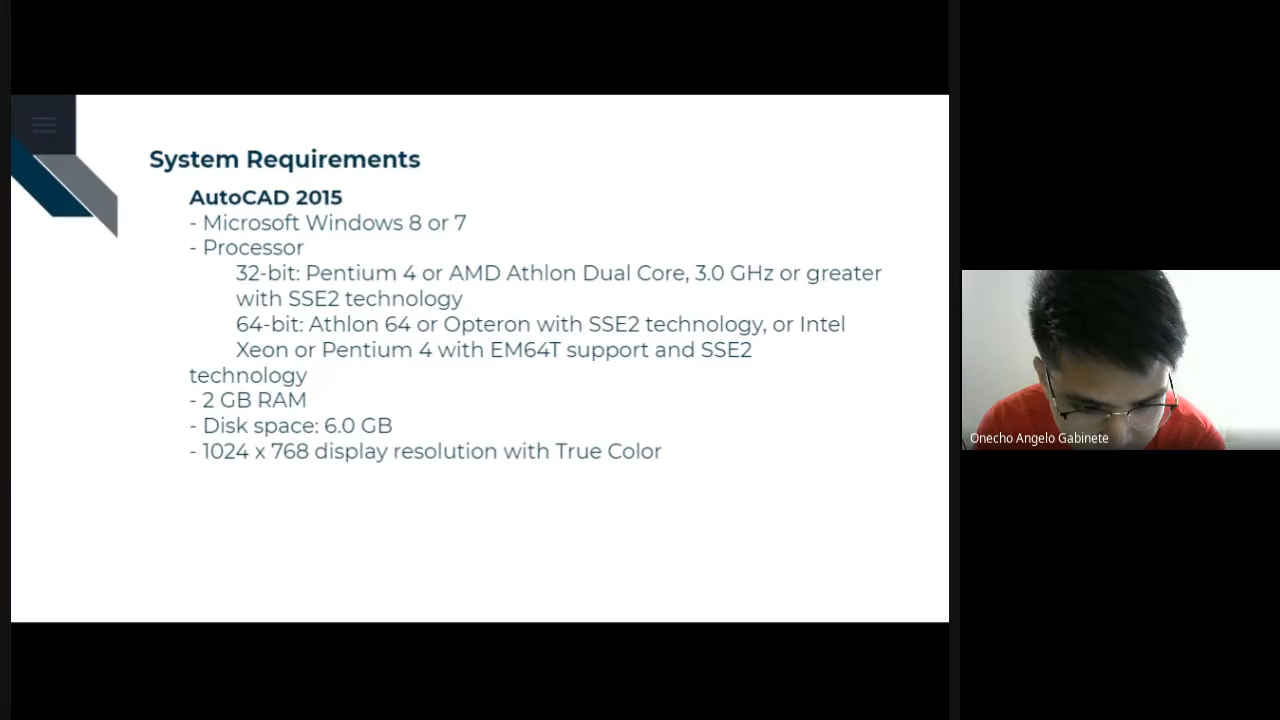 System Requirements
AutoCAD 2015
- Microsoft Windows 8 or 7
- Processor
32-bit: Pentium 4 or AMD Athlon Dual Core, 3.0 GHz or greater
with SSE2 technology
64-bit: Athlon 64 or Opteron with SSE2 technology, or Intel
Xeon or Pentium 4 with EM64T support and SSE2
technology
- 2 GB RAM
- Disk space: 6.0 GB
- 1024 x 768 display resolution with True Color
Onecho Angelo Gabinete